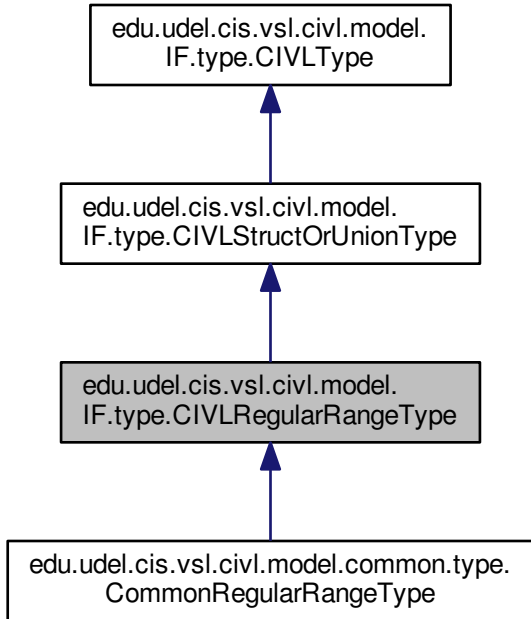 edu.udel.cis.vsl.civl.model.
IF.type.CIVLType
edu.udel.cis.vsl.civl.model.
IF.type.CIVLStructOrUnionType
edu.udel.cis.vsl.civl.model.
IF.type.CIVLRegularRangeType
edu.udel.cis.vsl.civl.model.common.type.
CommonRegularRangeType